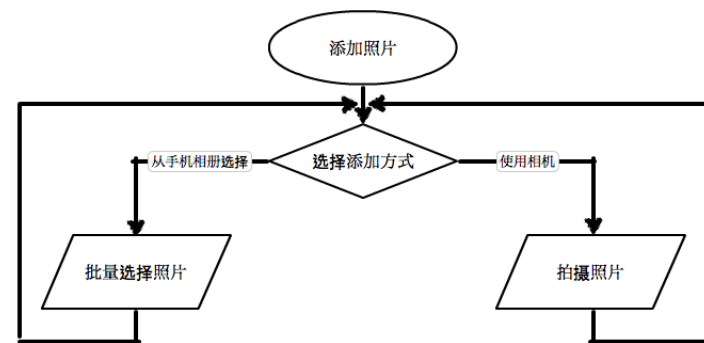 添加照片
选择添加方式
从手机相册选择
使用相机
批量选择照片
拍摄照片